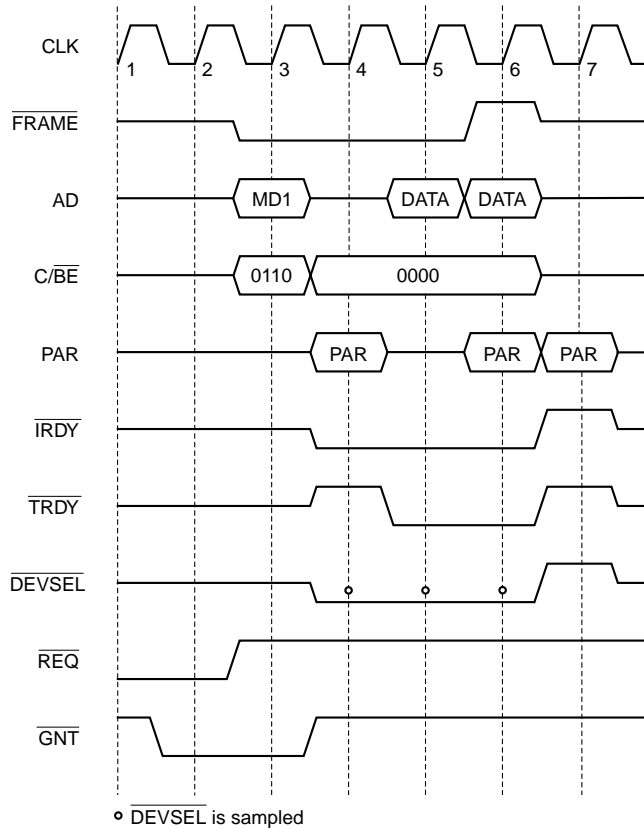 CLK
1 2 3 4 5 6 7
FRAME
AD MD1 DATA DATA
C/BE 0110 0000
PAR PAR PAR PAR
IRDY
TRDY
DEVSEL
REQ
GNT
DEVSEL is sampled